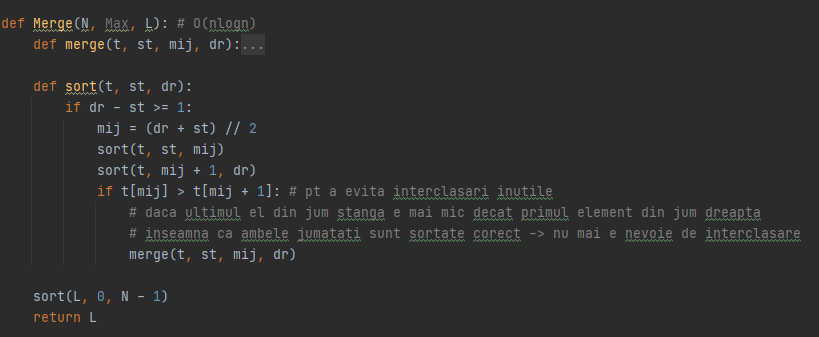 def Merge(N, Max, L): # O(nlogn)
    def merge(t, st, mij, dr):...
    def sort(t, st, dr):
        if dr - st >= 1:
            mij = (dr + st) // 2
            sort(t, st, mij)
            sort(t, mij + 1, dr)
            if t[mij] > t[mij + 1]: # pt a evita interclasari inutile
                # daca ultimul el din jum stanga e mai mic decat primul element din jum dreapta
                # inseamna ca ambele jumatati sunt sortate corect -> nu mai e nevoie de interclasare
                merge(t, st, mij, dr)
    sort(L, 0, N - 1)
    return L